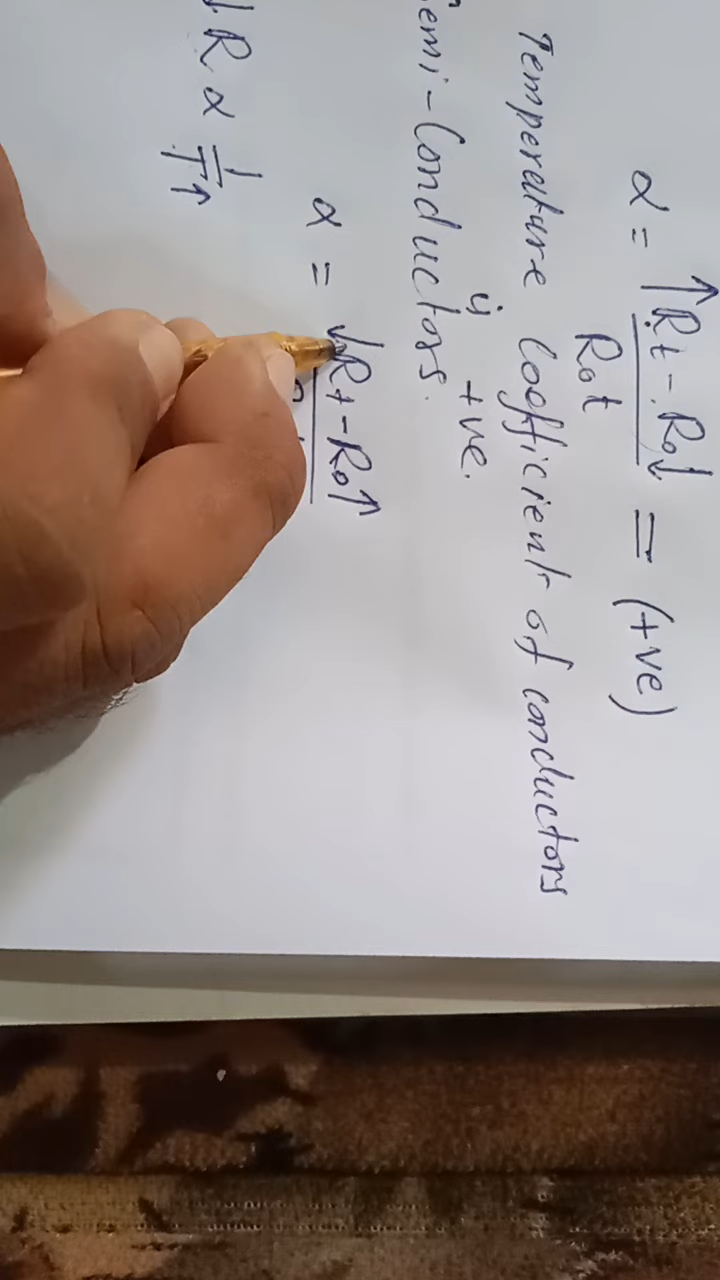 α = ↑Rt - Ro↓ = (+ve)
Rot
Temperature Coefficient of conductors
is +ve.
Semi-Conductors.
α = ↓Rt - Ro↑
↓R α 1/T↑